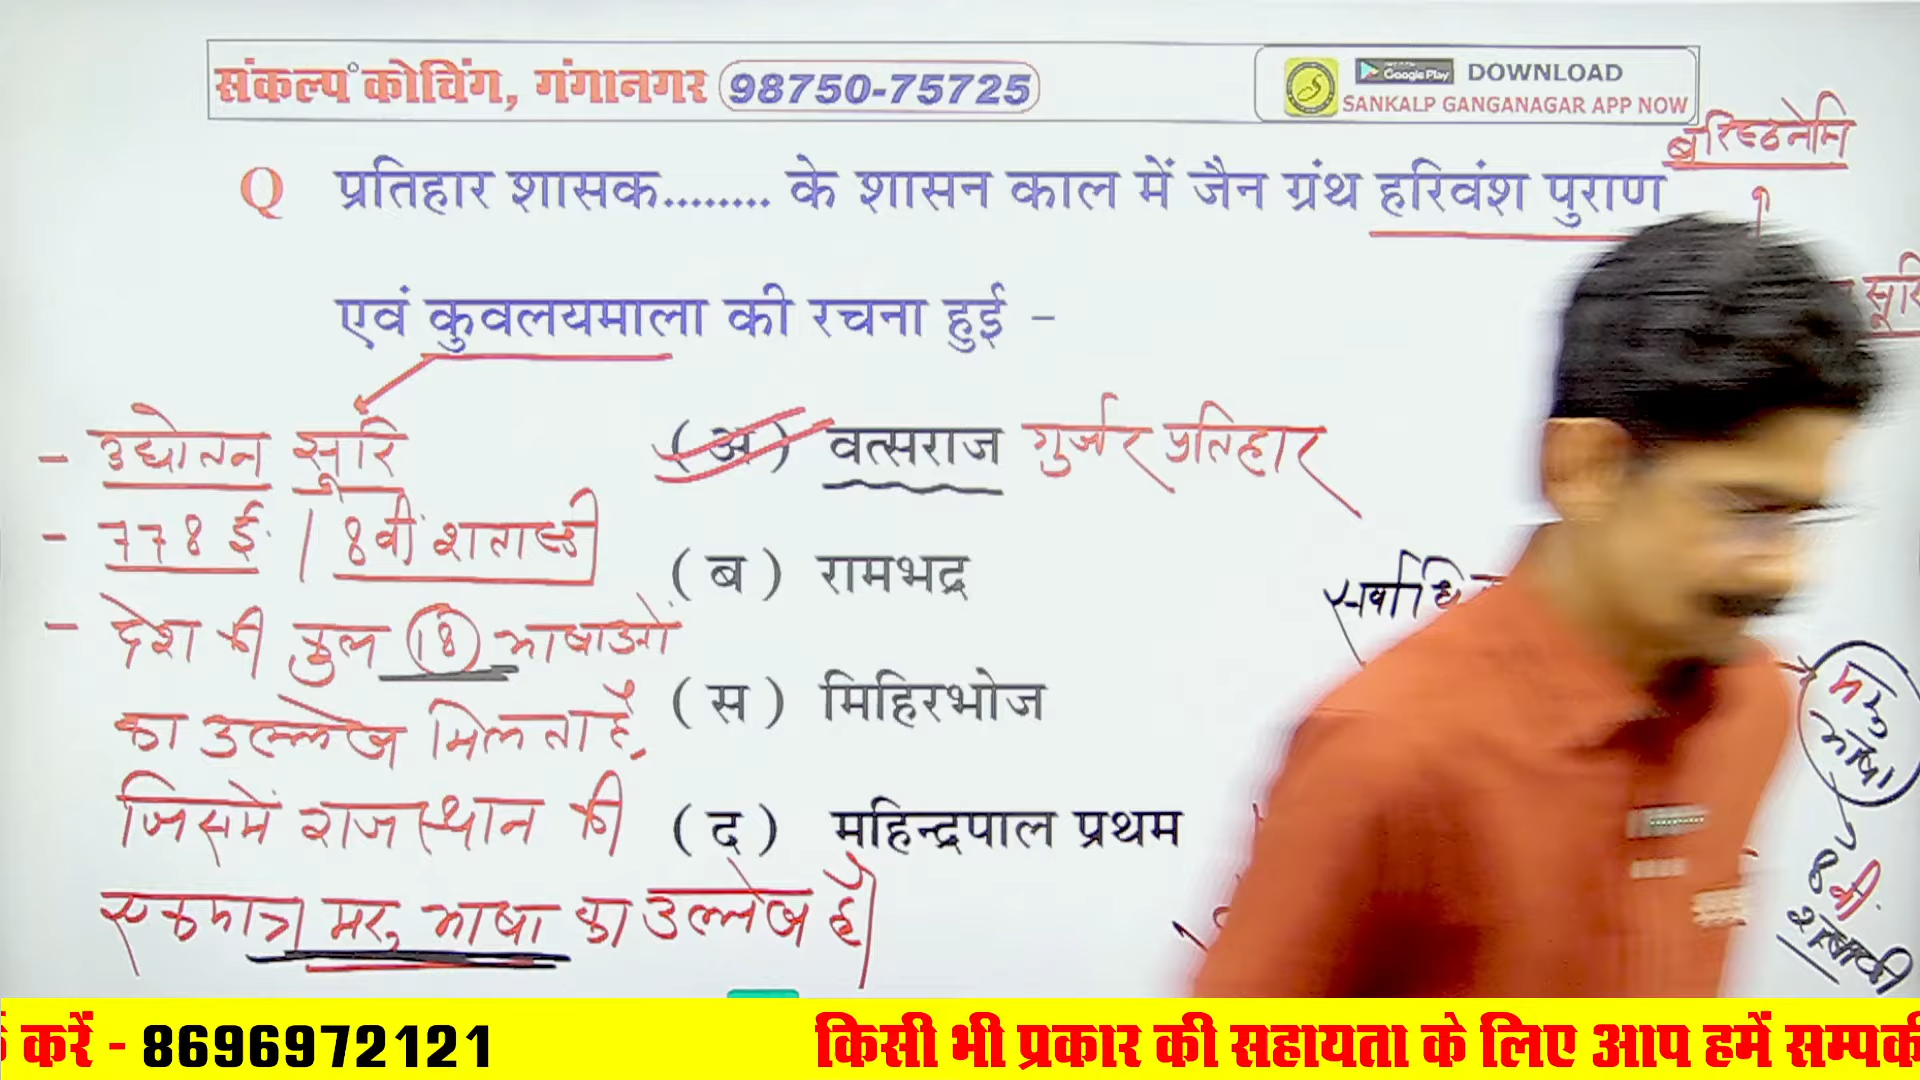 संकल्प कोचिंग, गंगानगर 98750-75725
Google Play DOWNLOAD
SANKALP GANGANAGAR APP NOW
Q प्रतिहार शासक........ के शासन काल में जैन ग्रंथ हरिवंश पुराण
एवं कुवलयमाला की रचना हुई -
सूरि
- उद्योतन सूरि
(अ) वत्सराज गुर्जर प्रतिहार
- 778 ई. / 8वीं शताब्दी
(ब) रामभद्र
- देश की कुल 18 भाषाओं
का उल्लेख मिलता है,
(स) मिहिरभोज
जिसमें राजस्थान की
(द) महिन्द्रपाल प्रथम
एकमात्र मरु भाषा का उल्लेख है।
सर्वाधि
मरु
भाषा
8वीं
शताब्दी
करें - 8696972121
किसी भी प्रकार की सहायता के लिए आप हमें सम्पर्क